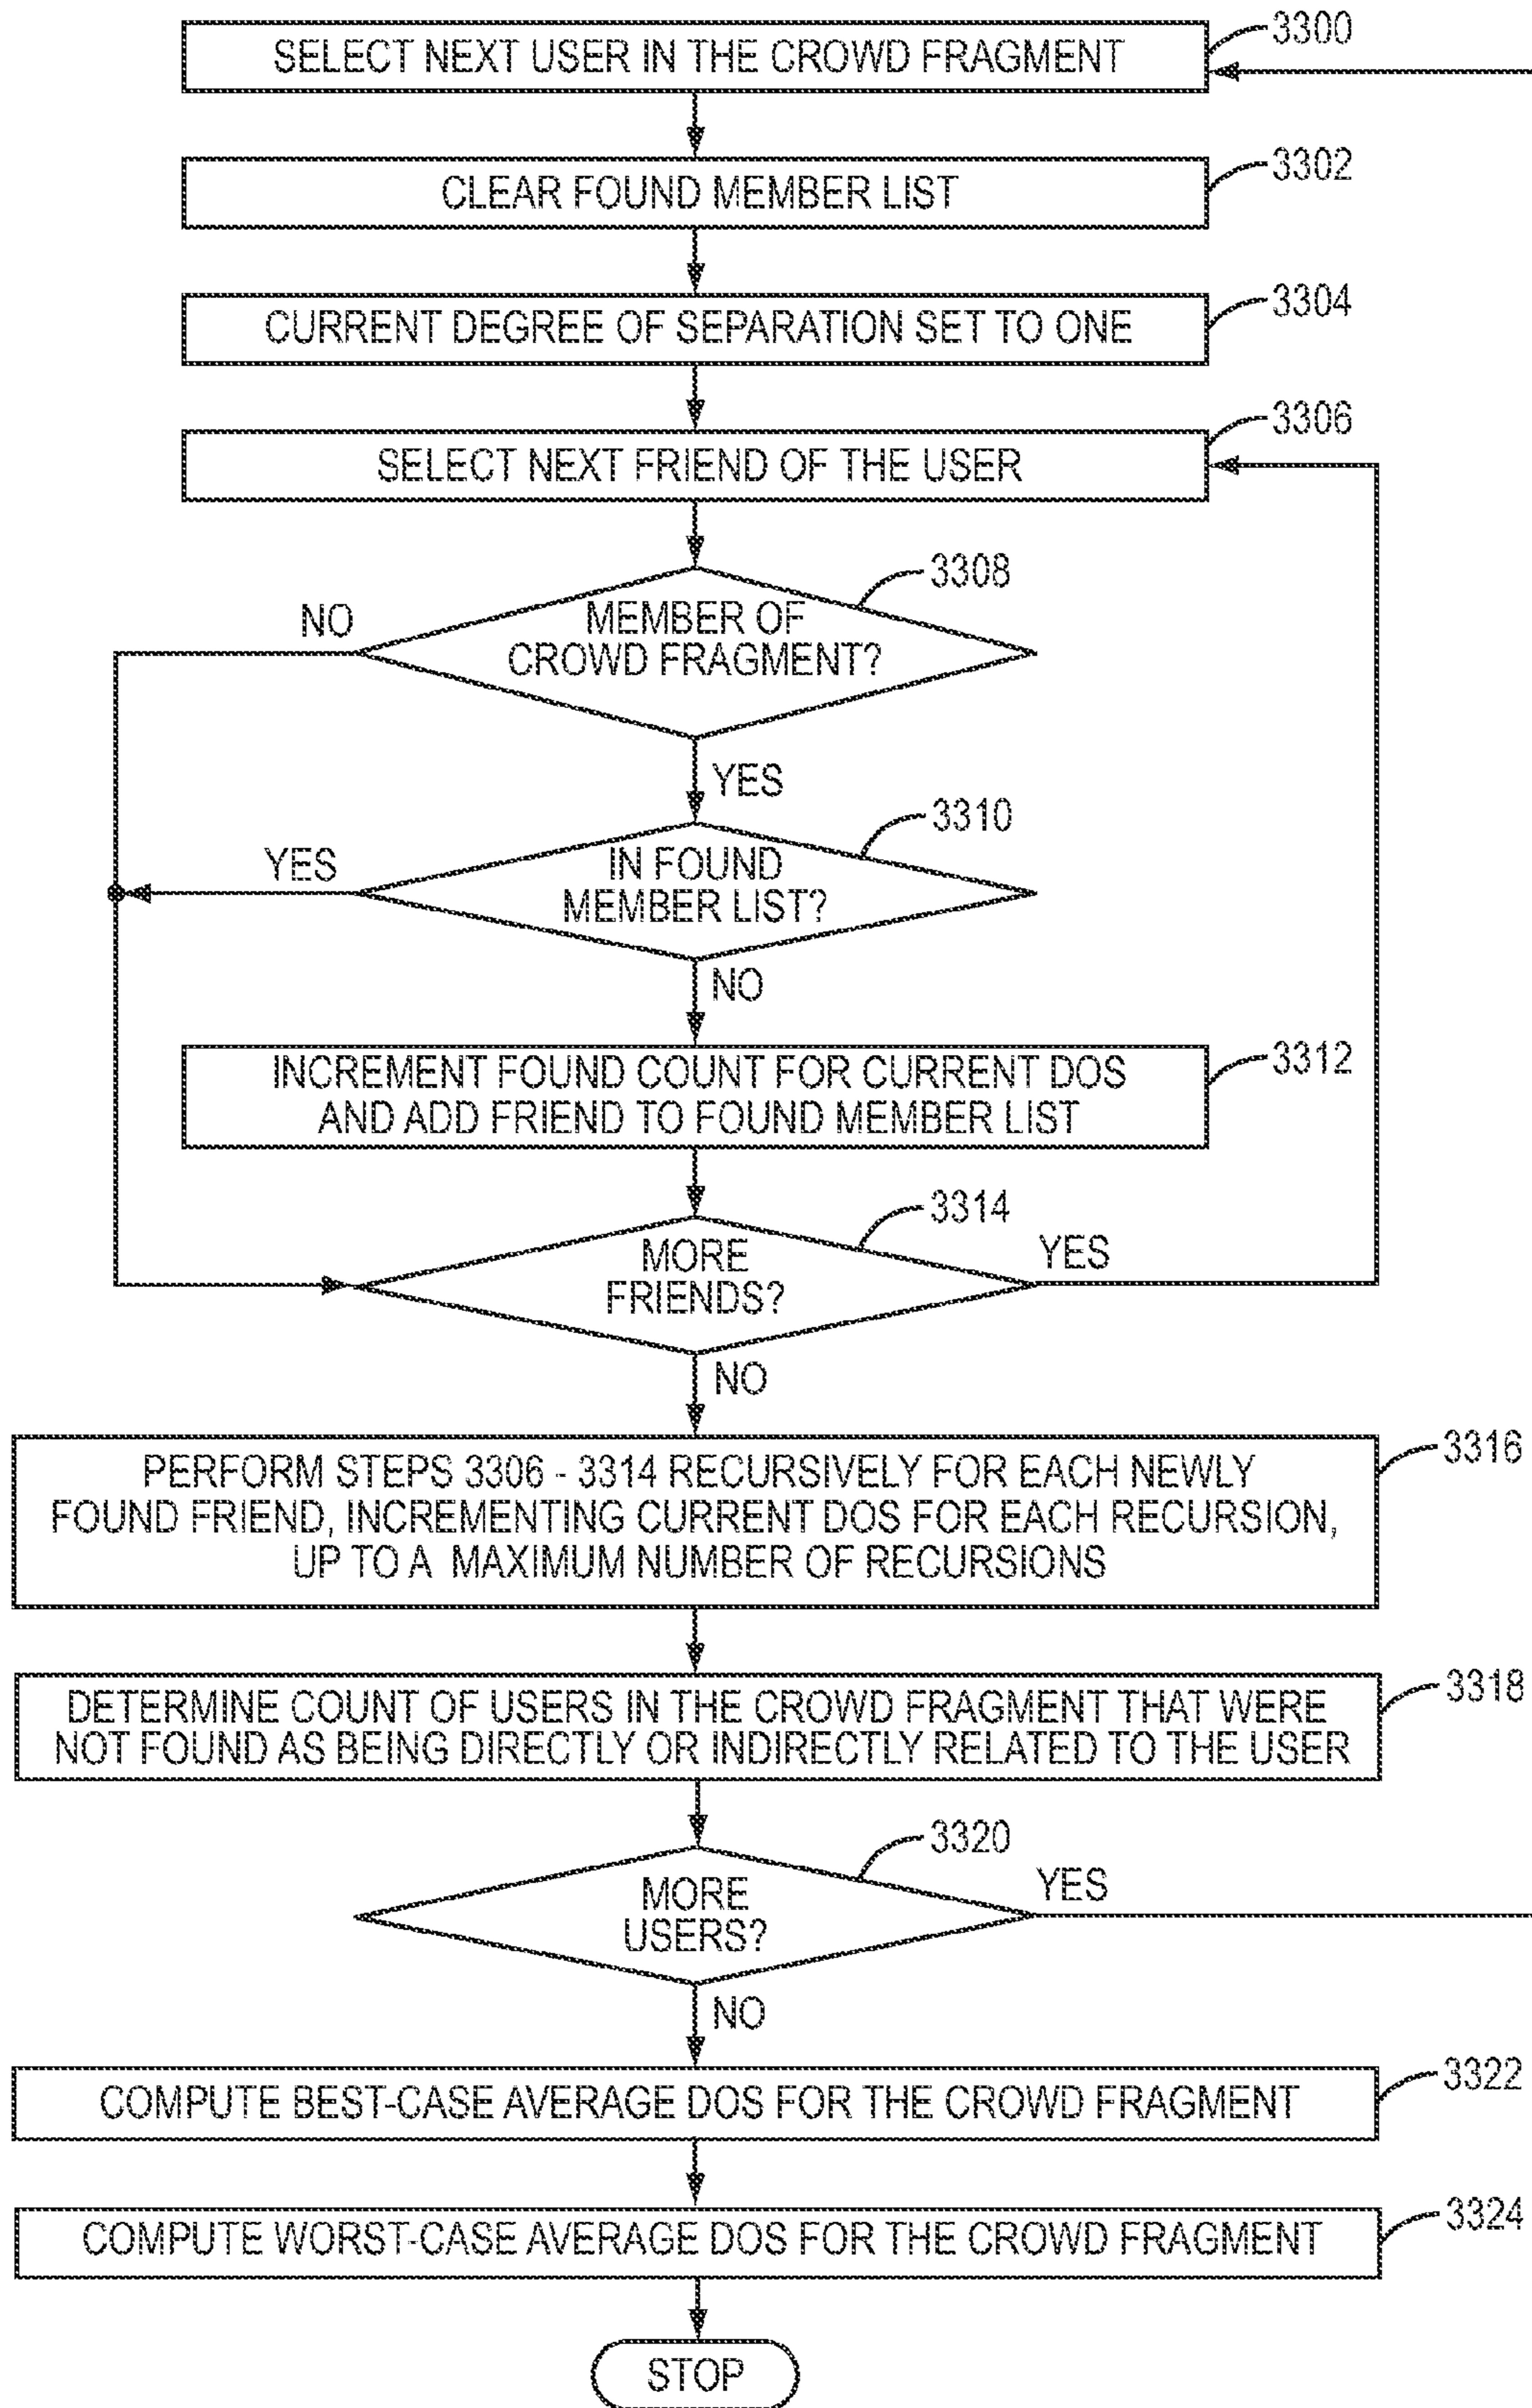 SELECT NEXT USER IN THE CROWD FRAGMENT
3300
CLEAR FOUND MEMBER LIST
3302
CURRENT DEGREE OF SEPARATION SET TO ONE
3304
SELECT NEXT FRIEND OF THE USER
3306
3308
NO
MEMBER OF
CROWD FRAGMENT?
YES
3310
YES
IN FOUND
MEMBER LIST?
NO
INCREMENT FOUND COUNT FOR CURRENT DOS
AND ADD FRIEND TO FOUND MEMBER LIST
3312
3314
MORE
FRIENDS?
YES
NO
PERFORM STEPS 3306 - 3314 RECURSIVELY FOR EACH NEWLY
FOUND FRIEND, INCREMENTING CURRENT DOS FOR EACH RECURSION,
UP TO A MAXIMUM NUMBER OF RECURSIONS
3316
DETERMINE COUNT OF USERS IN THE CROWD FRAGMENT THAT WERE
NOT FOUND AS BEING DIRECTLY OR INDIRECTLY RELATED TO THE USER
3318
3320
MORE
USERS?
YES
NO
COMPUTE BEST-CASE AVERAGE DOS FOR THE CROWD FRAGMENT
3322
COMPUTE WORST-CASE AVERAGE DOS FOR THE CROWD FRAGMENT
3324
STOP